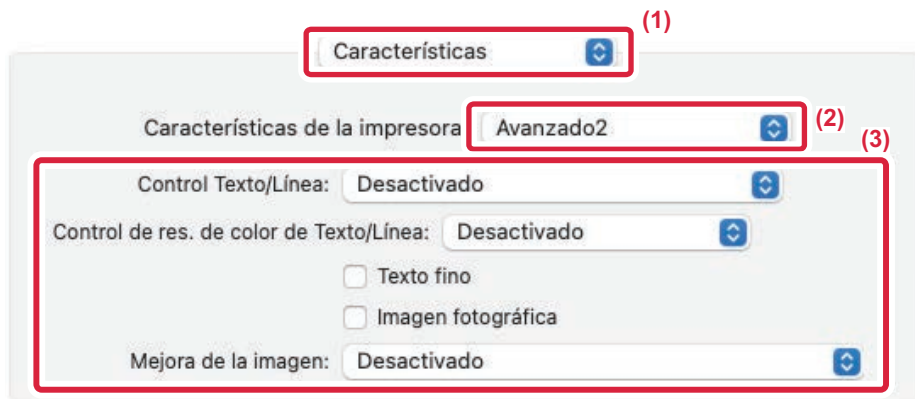 (1)
Características
Características de la impresora Avanzado2 (2)
(3)
Control Texto/Línea: Desactivado
Control de res. de color de Texto/Línea: Desactivado
Texto fino
Imagen fotográfica
Mejora de la imagen: Desactivado